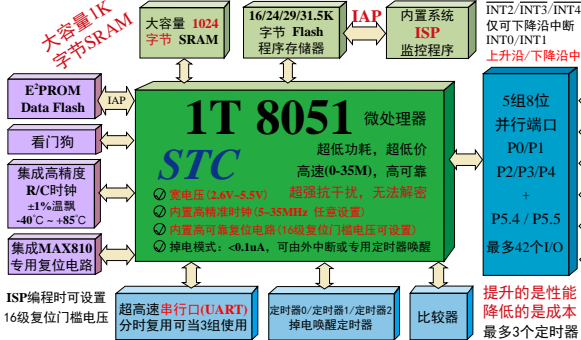 大容量1K
字节SRAM
大容量 1024
字节 SRAM
16/24/29/31.5K
字节 Flash
程序存储器
IAP
内置系统
ISP
监控程序
INT2/INT3/INT4
仅可下降沿中断
INT0/INT1
上升沿/下降沿中
E²PROM
Data Flash
IAP
看门狗
集成高精度
R/C时钟
±1%温飘
-40℃～+85℃
集成MAX810
专用复位电路
1T 8051 微处理器
STC
超低功耗，超低价
高速(0-35M)，高可靠
超强抗干扰，无法解密
宽电压(2.6V~5.5V)
内置高精准时钟(5~35MHz 任意设置)
内置高可靠复位电路(16级复位门槛电压可设置)
掉电模式：<0.1uA，可由外中断或专用定时器唤醒
5组8位
并行端口
P0/P1
P2/P3/P4
+
P5.4 / P5.5
最多42个I/O
ISP编程时可设置
16级复位门槛电压
超高速串行口(UART)
分时复用可当3组使用
定时器0/定时器1/定时器2
掉电唤醒定时器
比较器
提升的是性能
降低的是成本
最多3个定时器